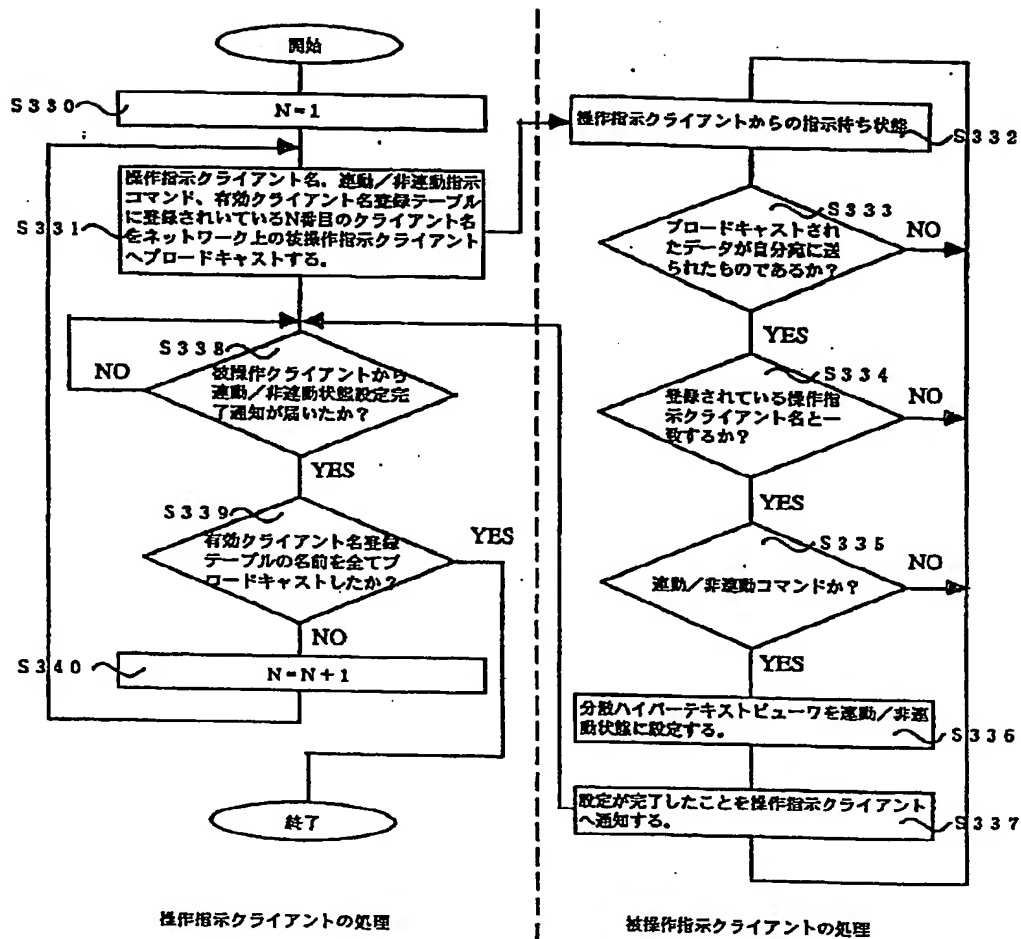 開始
S330
N=1
S331
操作指示クライアント名、連動／非連動指示
コマンド、有効クライアント名登録テーブル
に登録されいているN番目のクライアント名
をネットワーク上の被操作指示クライアント
へブロードキャストする。
S338
被操作クライアントから
連動／非連動状態設定完
了通知が届いたか？
NO
YES
S339
有効クライアント名登録
テーブルの名前を全てブ
ロードキャストしたか？
YES
NO
S340
N=N+1
終了
操作指示クライアントの処理
操作指示クライアントからの指示待ち状態
S332
S333
ブロードキャストされ
たデータが自分宛に送
られたものであるか？
NO
YES
S334
登録されている操作指
示クライアント名と一
致するか？
NO
YES
S335
連動／非連動コマンドか？
NO
YES
分散ハイパーテキストビューワを連動／非連
動状態に設定する。
S336
設定が完了したことを操作指示クライアント
へ通知する。
S337
被操作指示クライアントの処理